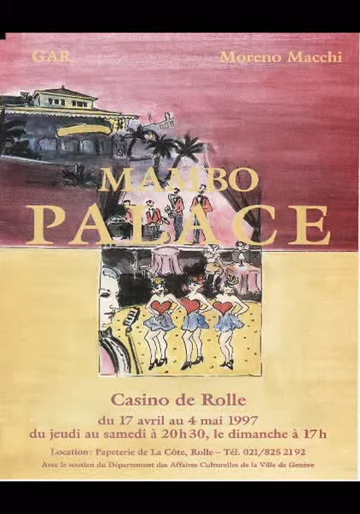 GAR
Moreno Macchi
MAMBO
PALACE
Casino de Rolle
du 17 avril au 4 mai 1997
du jeudi au samedi à 20h30, le dimanche à 17h
Location: Papeterie de La Côte, Rolle – Tél. 021/825 21 92
Avec le soutien du Département des Affaires Culturelles de la Ville de Genève